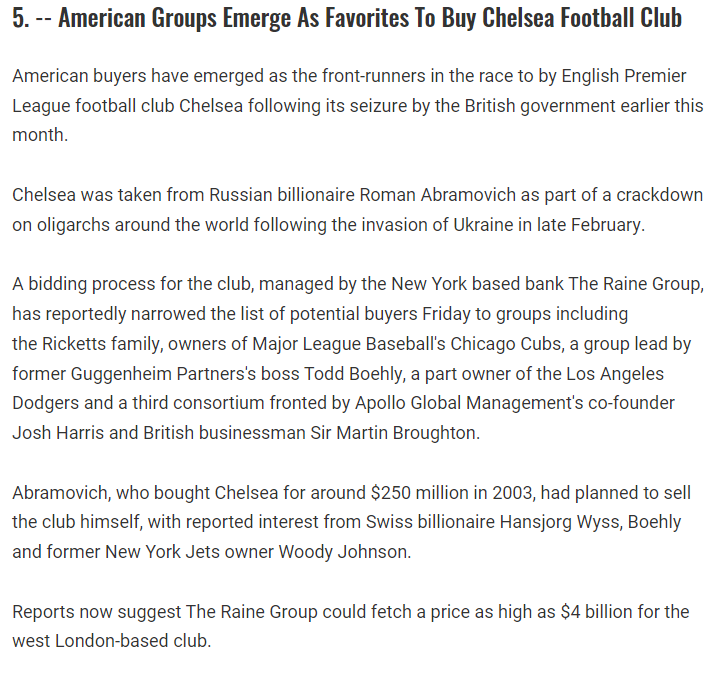 5. -- American Groups Emerge As Favorites To Buy Chelsea Football Club
American buyers have emerged as the front-runners in the race to by English Premier
League football club Chelsea following its seizure by the British government earlier this
month.
Chelsea was taken from Russian billionaire Roman Abramovich as part of a crackdown
on oligarchs around the world following the invasion of Ukraine in late February.
A bidding process for the club, managed by the New York based bank The Raine Group,
has reportedly narrowed the list of potential buyers Friday to groups including
the Ricketts family, owners of Major League Baseball's Chicago Cubs, a group lead by
former Guggenheim Partners's boss Todd Boehly, a part owner of the Los Angeles
Dodgers and a third consortium fronted by Apollo Global Management's co-founder
Josh Harris and British businessman Sir Martin Broughton.
Abramovich, who bought Chelsea for around $250 million in 2003, had planned to sell
the club himself, with reported interest from Swiss billionaire Hansjorg Wyss, Boehly
and former New York Jets owner Woody Johnson.
Reports now suggest The Raine Group could fetch a price as high as $4 billion for the
west London-based club.